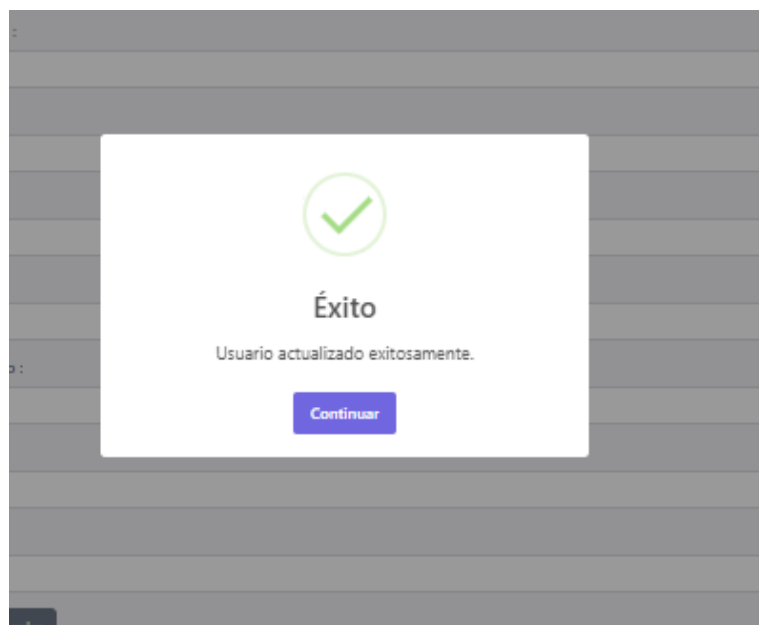 :
Éxito
Usuario actualizado exitosamente.
o :
Continuar